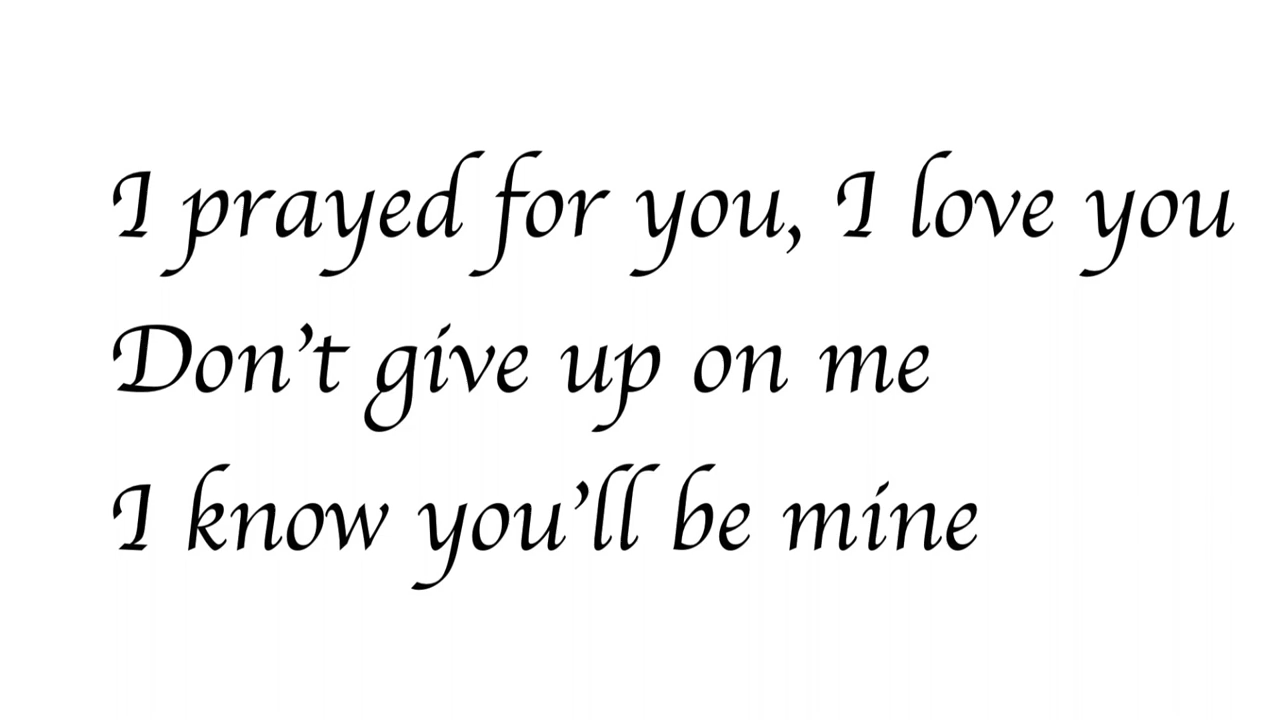 I prayed for you, I love you
Don’t give up on me
I know you’ll be mine